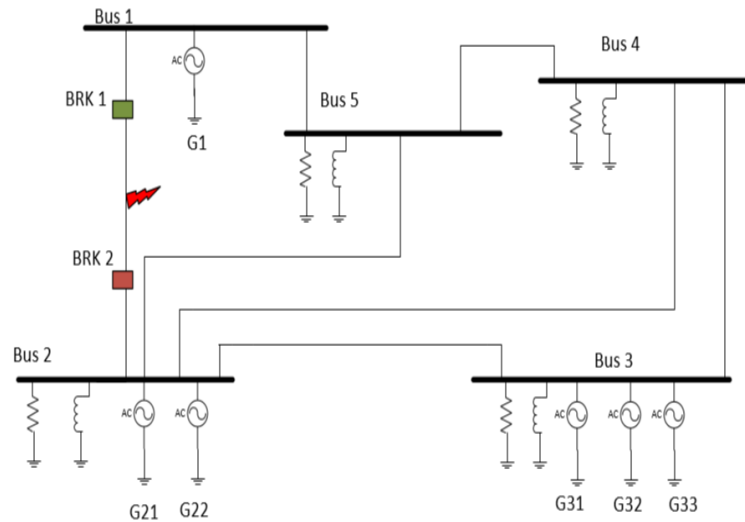 Bus 1
Bus 4
BRK 1
AC
Bus 5
G1
BRK 2
Bus 2
Bus 3
AC
AC
AC
AC
AC
G21
G22
G31
G32
G33